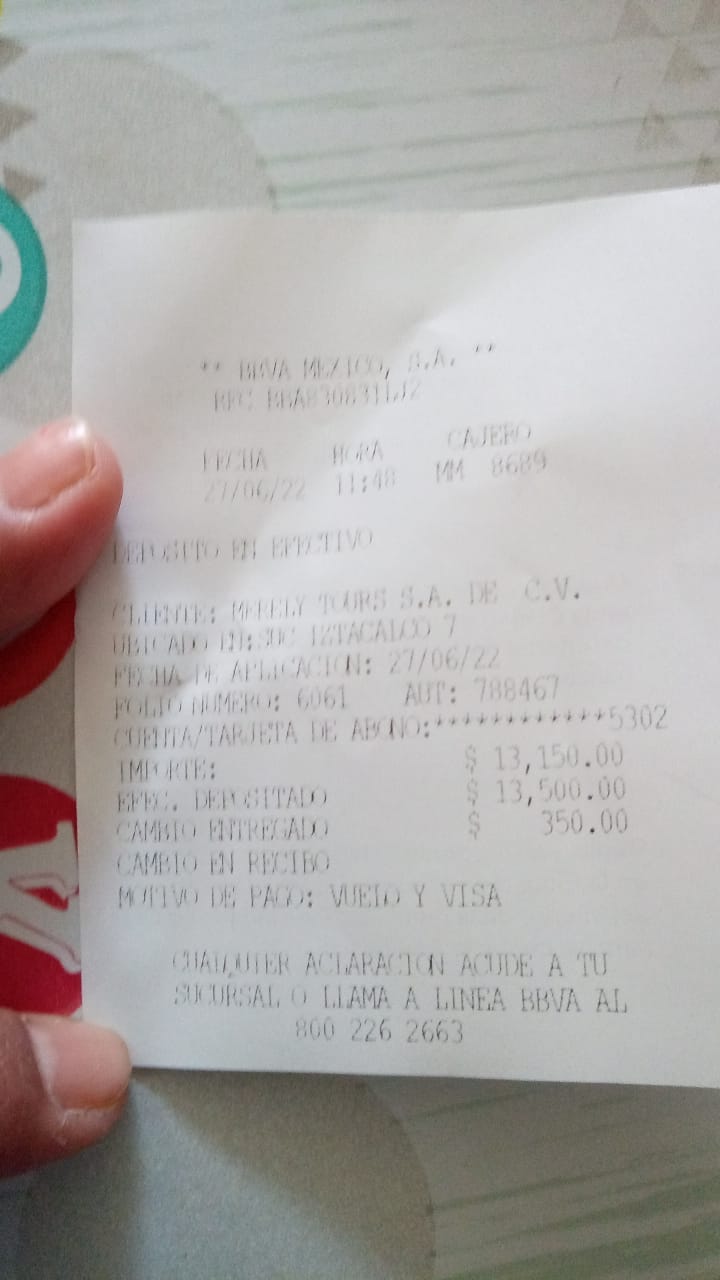 ** BBVA MEXICO, S.A. **
RFC BBA830831LJ2
FECHA HORA CAJERO
27/06/22 11:48 MM 8689
DEPOSITO EN EFECTIVO
CLIENTE: MERELY TOURS S.A. DE C.V.
UBICADO EN:SUC IZTACALCO 7
FECHA DE APLICACION: 27/06/22
FOLIO NUMERO: 6061 AUT: 788467
CUENTA/TARJETA DE ABONO:************5302
IMPORTE: $ 13,150.00
EFEC. DEPOSITADO $ 13,500.00
CAMBIO ENTREGADO $ 350.00
CAMBIO EN RECIBO
MOTIVO DE PAGO: VUELO Y VISA
CUALQUIER ACLARACION ACUDE A TU
SUCURSAL O LLAMA A LINEA BBVA AL
800 226 2663